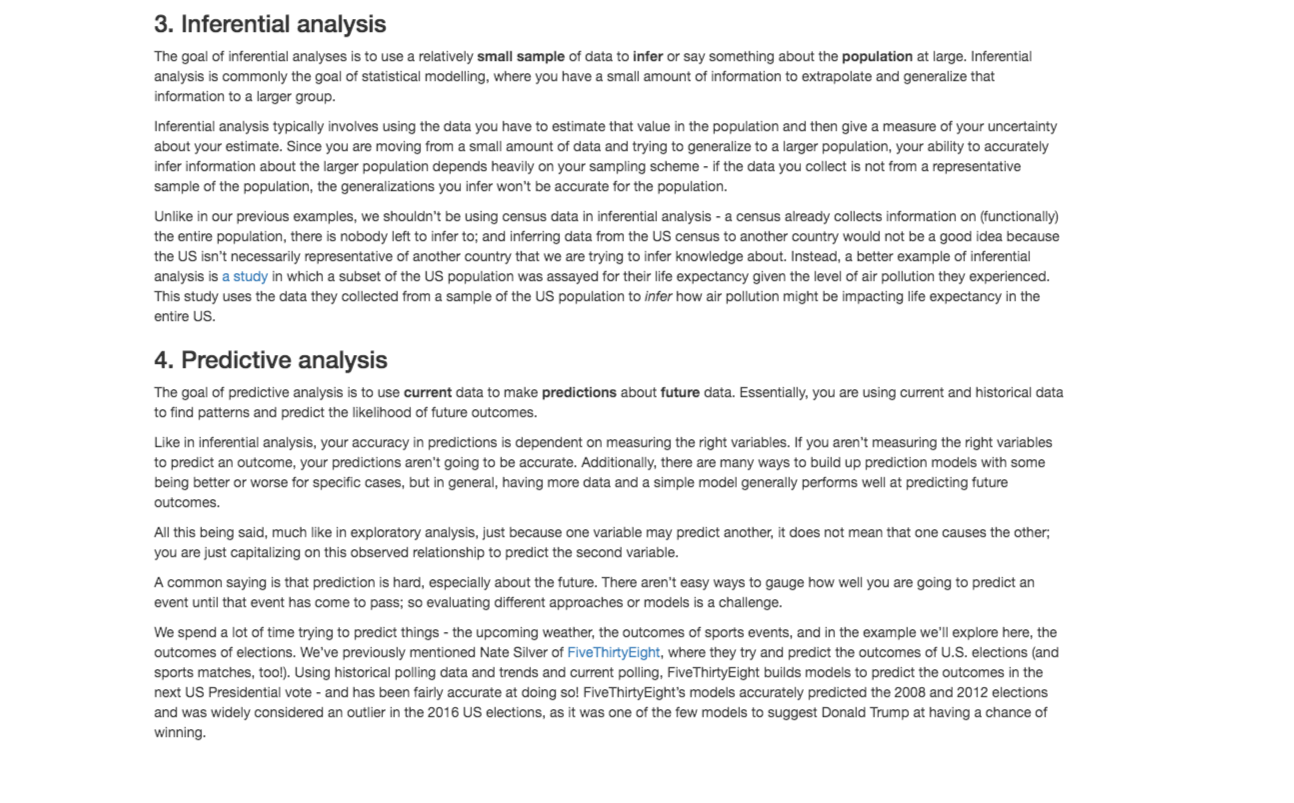 3. Inferential analysis
The goal of inferential analyses is to use a relatively small sample of data to infer or say something about the population at large. Inferential
analysis is commonly the goal of statistical modelling, where you have a small amount of information to extrapolate and generalize that
information to a larger group.
Inferential analysis typically involves using the data you have to estimate that value in the population and then give a measure of your uncertainty
about your estimate. Since you are moving from a small amount of data and trying to generalize to a larger population, your ability to accurately
infer information about the larger population depends heavily on your sampling scheme - if the data you collect is not from a representative
sample of the population, the generalizations you infer won't be accurate for the population.
Unlike in our previous examples, we shouldn't be using census data in inferential analysis - a census already collects information on (functionally)
the entire population, there is nobody left to infer to; and inferring data from the US census to another country would not be a good idea because
the US isn't necessarily representative of another country that we are trying to infer knowledge about. Instead, a better example of inferential
analysis is a study in which a subset of the US population was assayed for their life expectancy given the level of air pollution they experienced.
This study uses the data they collected from a sample of the US population to infer how air pollution might be impacting life expectancy in the
entire US.
4. Predictive analysis
The goal of predictive analysis is to use current data to make predictions about future data. Essentially, you are using current and historical data
to find patterns and predict the likelihood of future outcomes.
Like in inferential analysis, your accuracy in predictions is dependent on measuring the right variables. If you aren't measuring the right variables
to predict an outcome, your predictions aren't going to be accurate. Additionally, there are many ways to build up prediction models with some
being better or worse for specific cases, but in general, having more data and a simple model generally performs well at predicting future
outcomes.
All this being said, much like in exploratory analysis, just because one variable may predict another, it does not mean that one causes the other;
you are just capitalizing on this observed relationship to predict the second variable.
A common saying is that prediction is hard, especially about the future. There aren't easy ways to gauge how well you are going to predict an
event until that event has come to pass; so evaluating different approaches or models is a challenge.
We spend a lot of time trying to predict things - the upcoming weather, the outcomes of sports events, and in the example we'll explore here, the
outcomes of elections. We've previously mentioned Nate Silver of FiveThirtyEight, where they try and predict the outcomes of U.S. elections (and
sports matches, too!). Using historical polling data and trends and current polling, FiveThirtyEight builds models to predict the outcomes in the
next US Presidential vote - and has been fairly accurate at doing so! FiveThirtyEight's models accurately predicted the 2008 and 2012 elections
and was widely considered an outlier in the 2016 US elections, as it was one of the few models to suggest Donald Trump at having a chance of
winning.